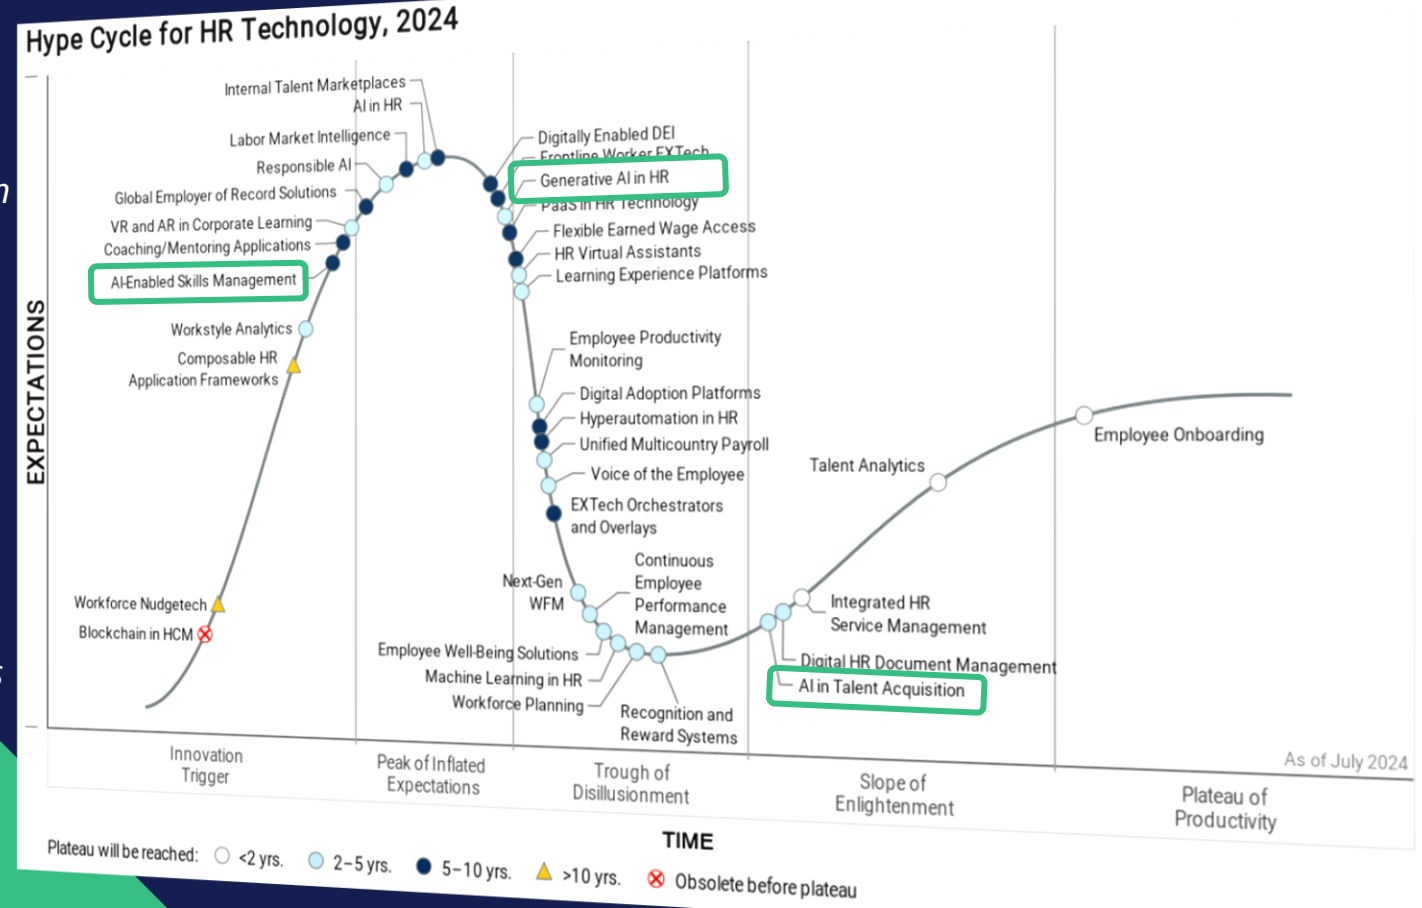 Hype Cycle for HR Technology, 2024
Internal Talent Marketplaces
AI in HR
Labor Market Intelligence
Responsible AI
Global Employer of Record Solutions
VR and AR in Corporate Learning
Coaching/Mentoring Applications
AI-Enabled Skills Management
Workstyle Analytics
Composable HR
Application Frameworks
Workforce Nudgetech
Blockchain in HCM
Digitally Enabled DEI
Frontline Worker EXTech
Generative AI in HR
PaaS in HR Technology
Flexible Earned Wage Access
HR Virtual Assistants
Learning Experience Platforms
Employee Productivity
Monitoring
Digital Adoption Platforms
Hyperautomation in HR
Unified Multicountry Payroll
Voice of the Employee
EXTech Orchestrators
and Overlays
Next-Gen
WFM
Continuous
Employee
Performance
Management
Employee Well-Being Solutions
Machine Learning in HR
Workforce Planning
Recognition and
Reward Systems
Integrated HR
Service Management
Digital HR Document Management
AI in Talent Acquisition
Talent Analytics
Employee Onboarding
EXPECTATIONS
As of July 2024
Innovation
Trigger
Peak of Inflated
Expectations
Trough of
Disillusionment
Slope of
Enlightenment
Plateau of
Productivity
TIME
Plateau will be reached: <2 yrs. 2–5 yrs. 5–10 yrs. >10 yrs. Obsolete before plateau